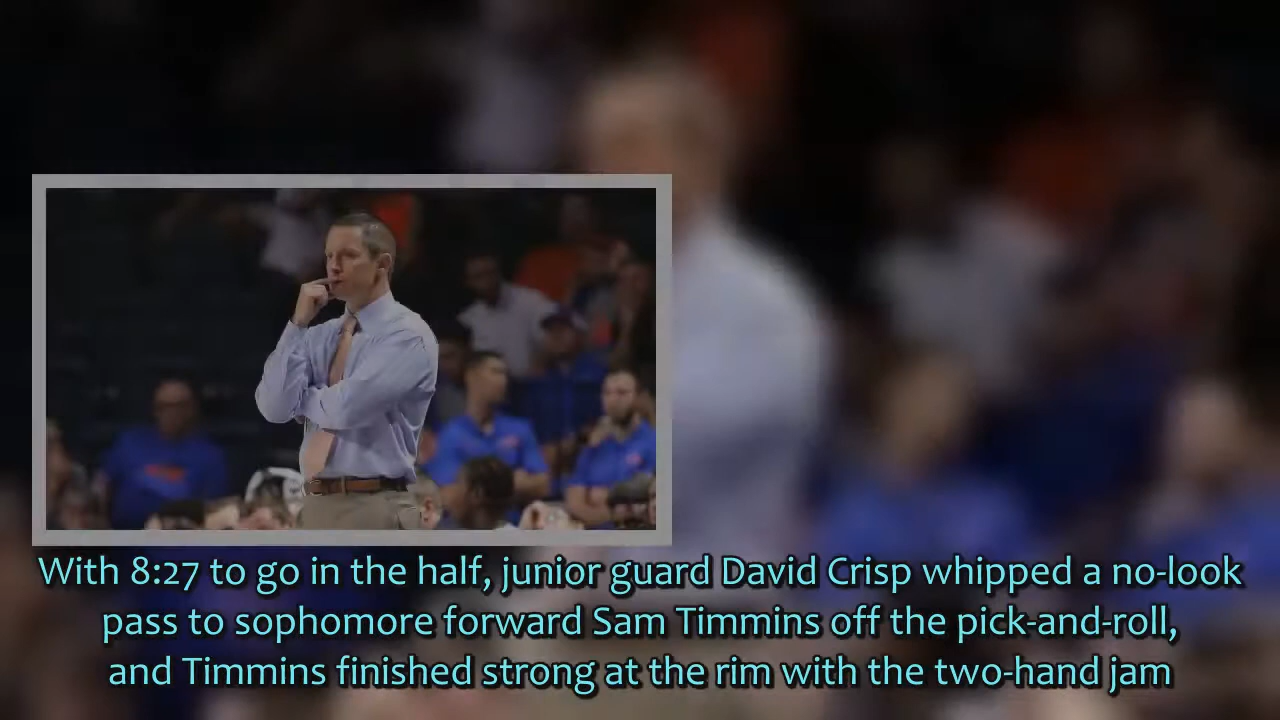 With 8:27 to go in the half, junior guard David Crisp whipped a no-look
pass to sophomore forward Sam Timmins off the pick-and-roll,
and Timmins finished strong at the rim with the two-hand jam